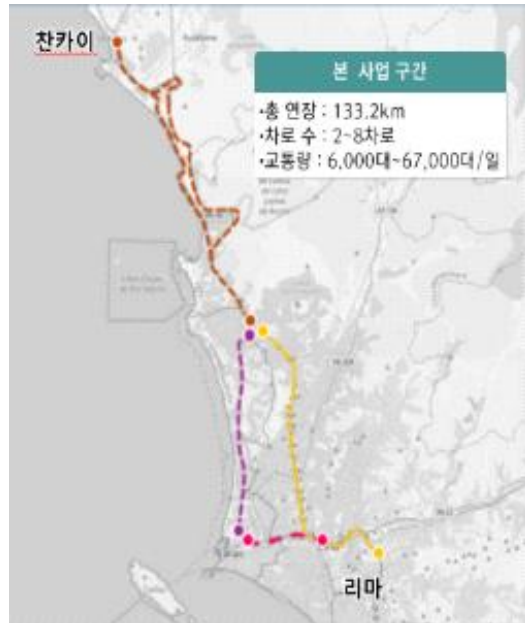 찬카이
본 사업 구간
•총 연장 : 133.2km
•차로 수 : 2~8차로
•교통량 : 6,000대~67,000대/일
리마